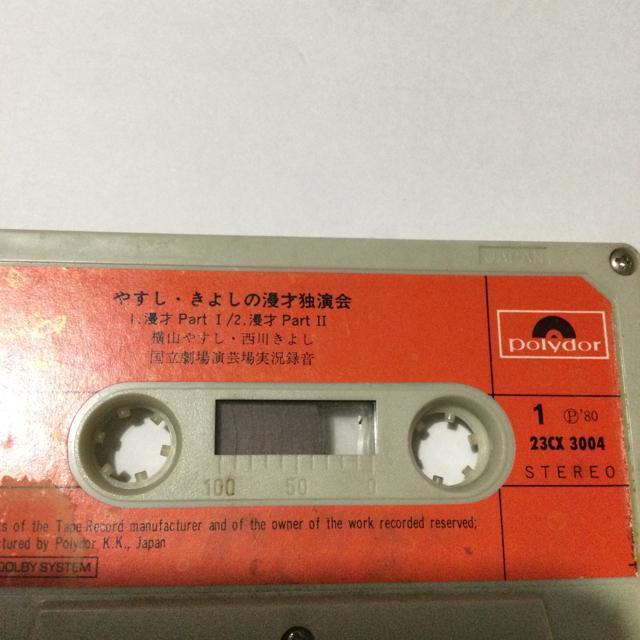 JAPAN
やすし・きよしの漫才独演会
1.漫才 Part I/2.漫才 Part II
横山やすし・西川きよし
国立劇場演芸場実況録音
polydor
1 Ⓟ'80
23CX 3004
STEREO
100 50 0
of the Tape-Record manufacturer and of the owner of the work recorded reserved;
by Polydor K.K., Japan
DOLBY SYSTEM